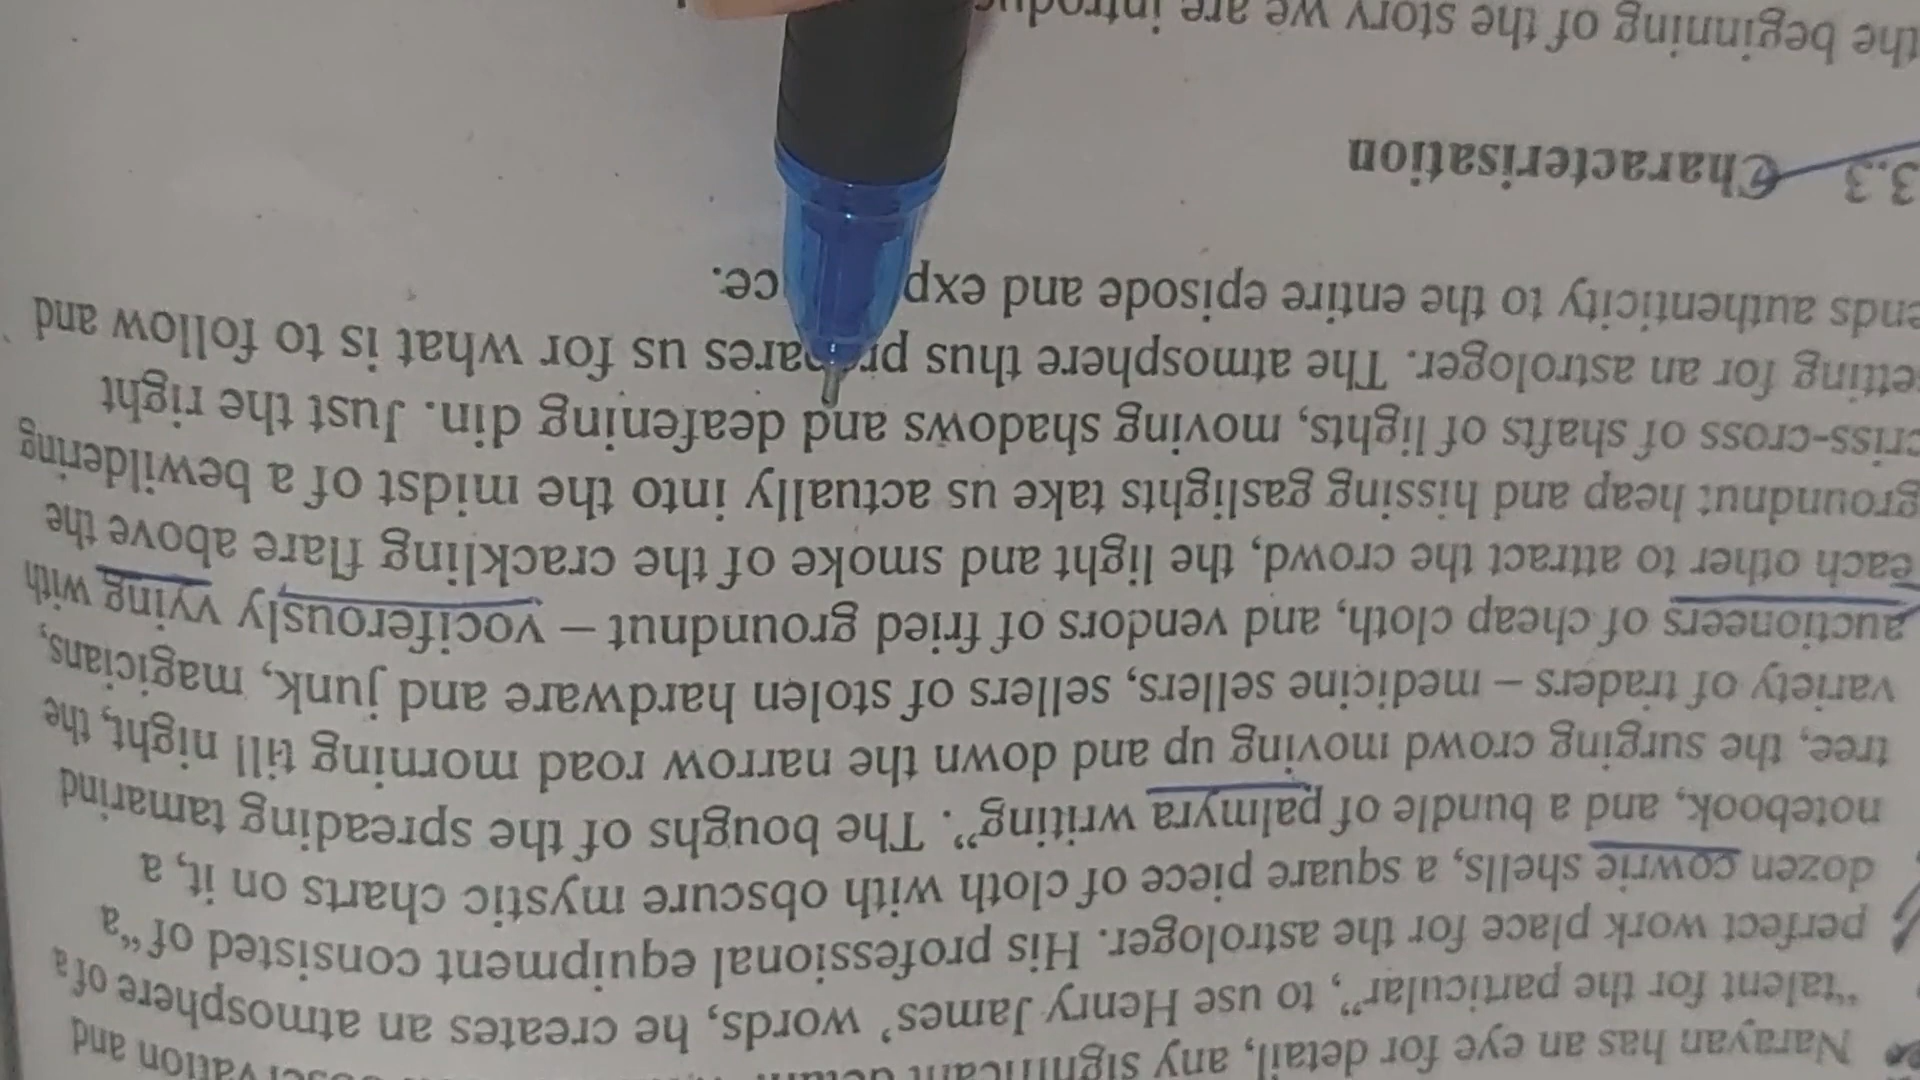 Narayan has an eye for detail, any significant
"talent for the particular", to use Henry James' words, he creates an atmosphere of a
perfect work place for the astrologer. His professional equipment consisted of "a
dozen cowrie shells, a square piece of cloth with obscure mystic charts on it, a
notebook, and a bundle of palmyra writing". The boughs of the spreading tamarind
tree, the surging crowd moving up and down the narrow road morning till night, the
variety of traders – medicine sellers, sellers of stolen hardware and junk, magicians,
auctioneers of cheap cloth, and vendors of fried groundnut – vociferously vying with
each other to attract the crowd, the light and smoke of the crackling flare above the
groundnut heap and hissing gaslights take us actually into the midst of a bewildering
criss-cross of shafts of lights, moving shadows and deafening din. Just the right
etting for an astrologer. The atmosphere thus us for what is to follow and
ends authenticity to the entire episode and
3.3 Characterisation
the beginning of the story we are